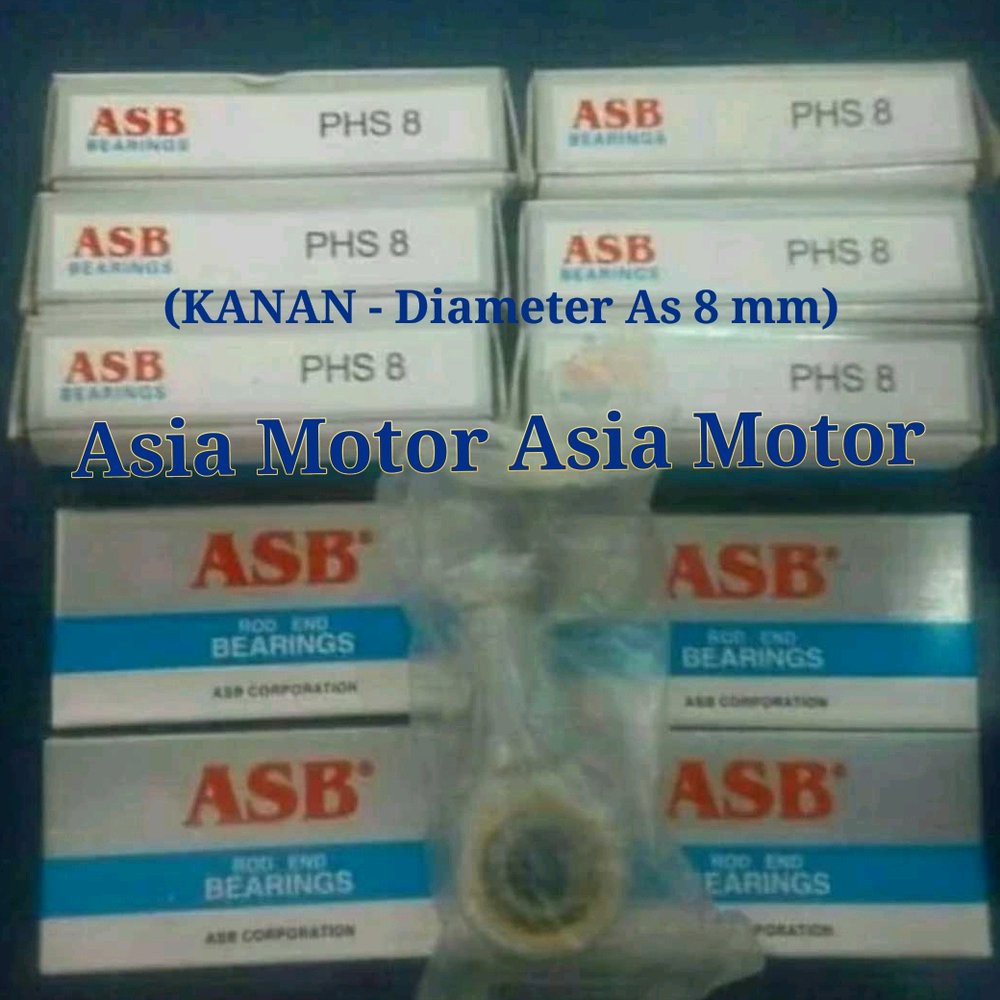 ASB PHS 8
BEARINGS
ASB PHS 8
BEARINGS
ASB PHS 8
BEARINGS
ASB PHS 8
BEARINGS
(KANAN - Diameter As 8 mm)
ASB PHS 8
BEARINGS
PHS 8
Asia Motor Asia Motor
ASB®
ROD END
BEARINGS
ASB CORPORATION
ASB®
ROD END
BEARINGS
ASB CORPORATION
ASB®
ROD END
BEARINGS
ASB CORPORATION
ASB®
ROD END
EARINGS
PORATION